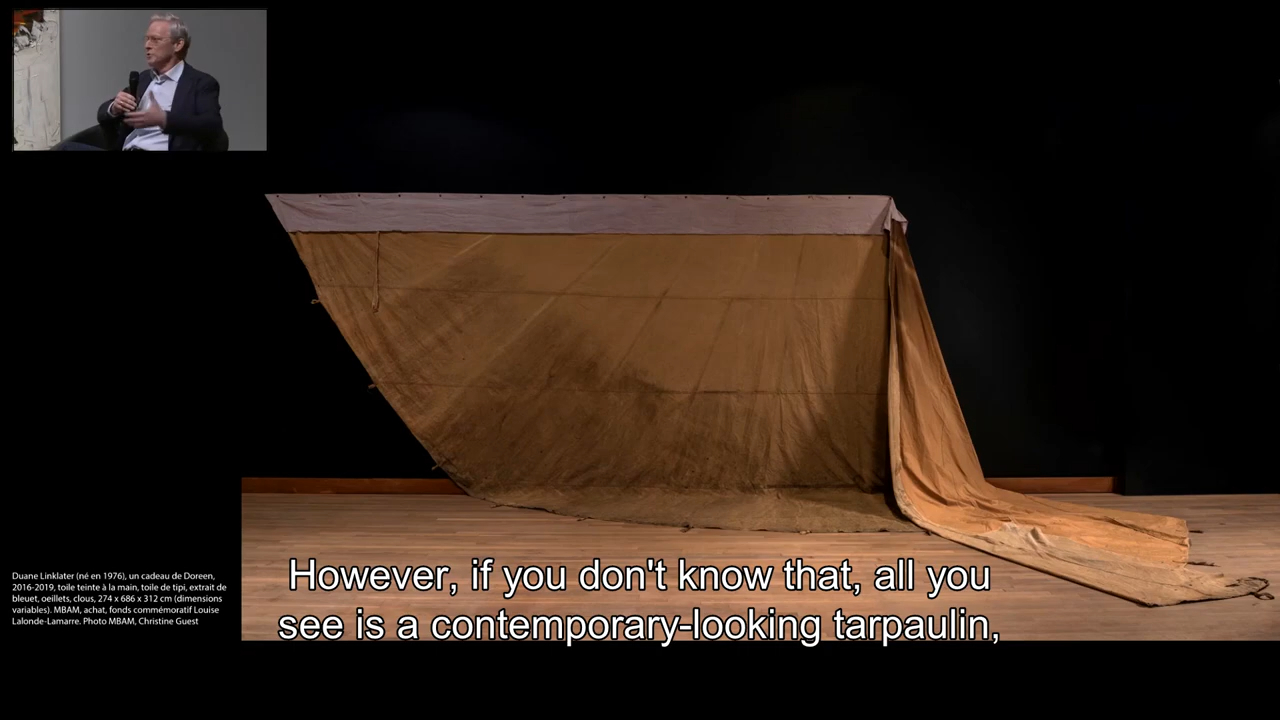 Duane Linklater (né en 1976), un cadeau de Doreen,
2016-2019, toile teinte à la main, toile de tipi, extrait de
bleuet, oeillets, clous, 274 x 686 x 312 cm (dimensions
variables). MBAM, achat, fonds commémoratif Louise
Lalonde-Lamarre. Photo MBAM, Christine Guest
However, if you don't know that, all you
see is a contemporary-looking tarpaulin,